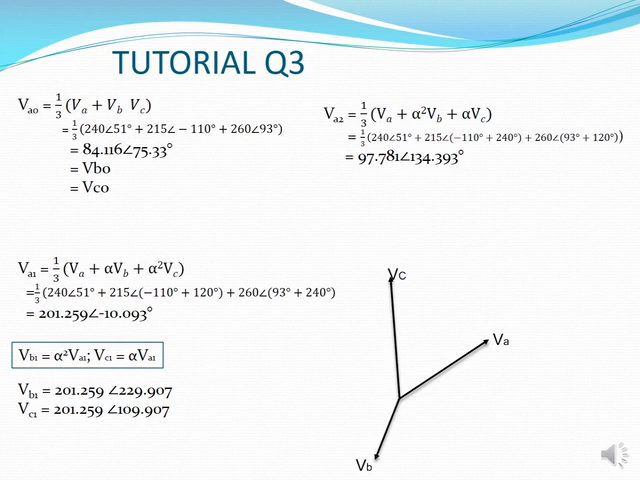 TUTORIAL Q3
Va0 = 1/3 (Va + Vb Vc)
= 1/3 (240∠51° + 215∠ − 110° + 260∠93°)
= 84.116∠75.33°
= Vb0
= Vc0
Va2 = 1/3 (Va + α²Vb + αVc)
= 1/3 (240∠51° + 215∠(−110° + 240°) + 260∠(93° + 120°))
= 97.781∠134.393°
Va1 = 1/3 (Va + αVb + α²Vc)
=1/3 (240∠51° + 215∠(−110° + 120°) + 260∠(93° + 240°)
= 201.259∠-10.093°
Vb1 = α²Va1; Vc1 = αVa1
Vb1 = 201.259 ∠229.907
Vc1 = 201.259 ∠109.907
Vc
Va
Vb